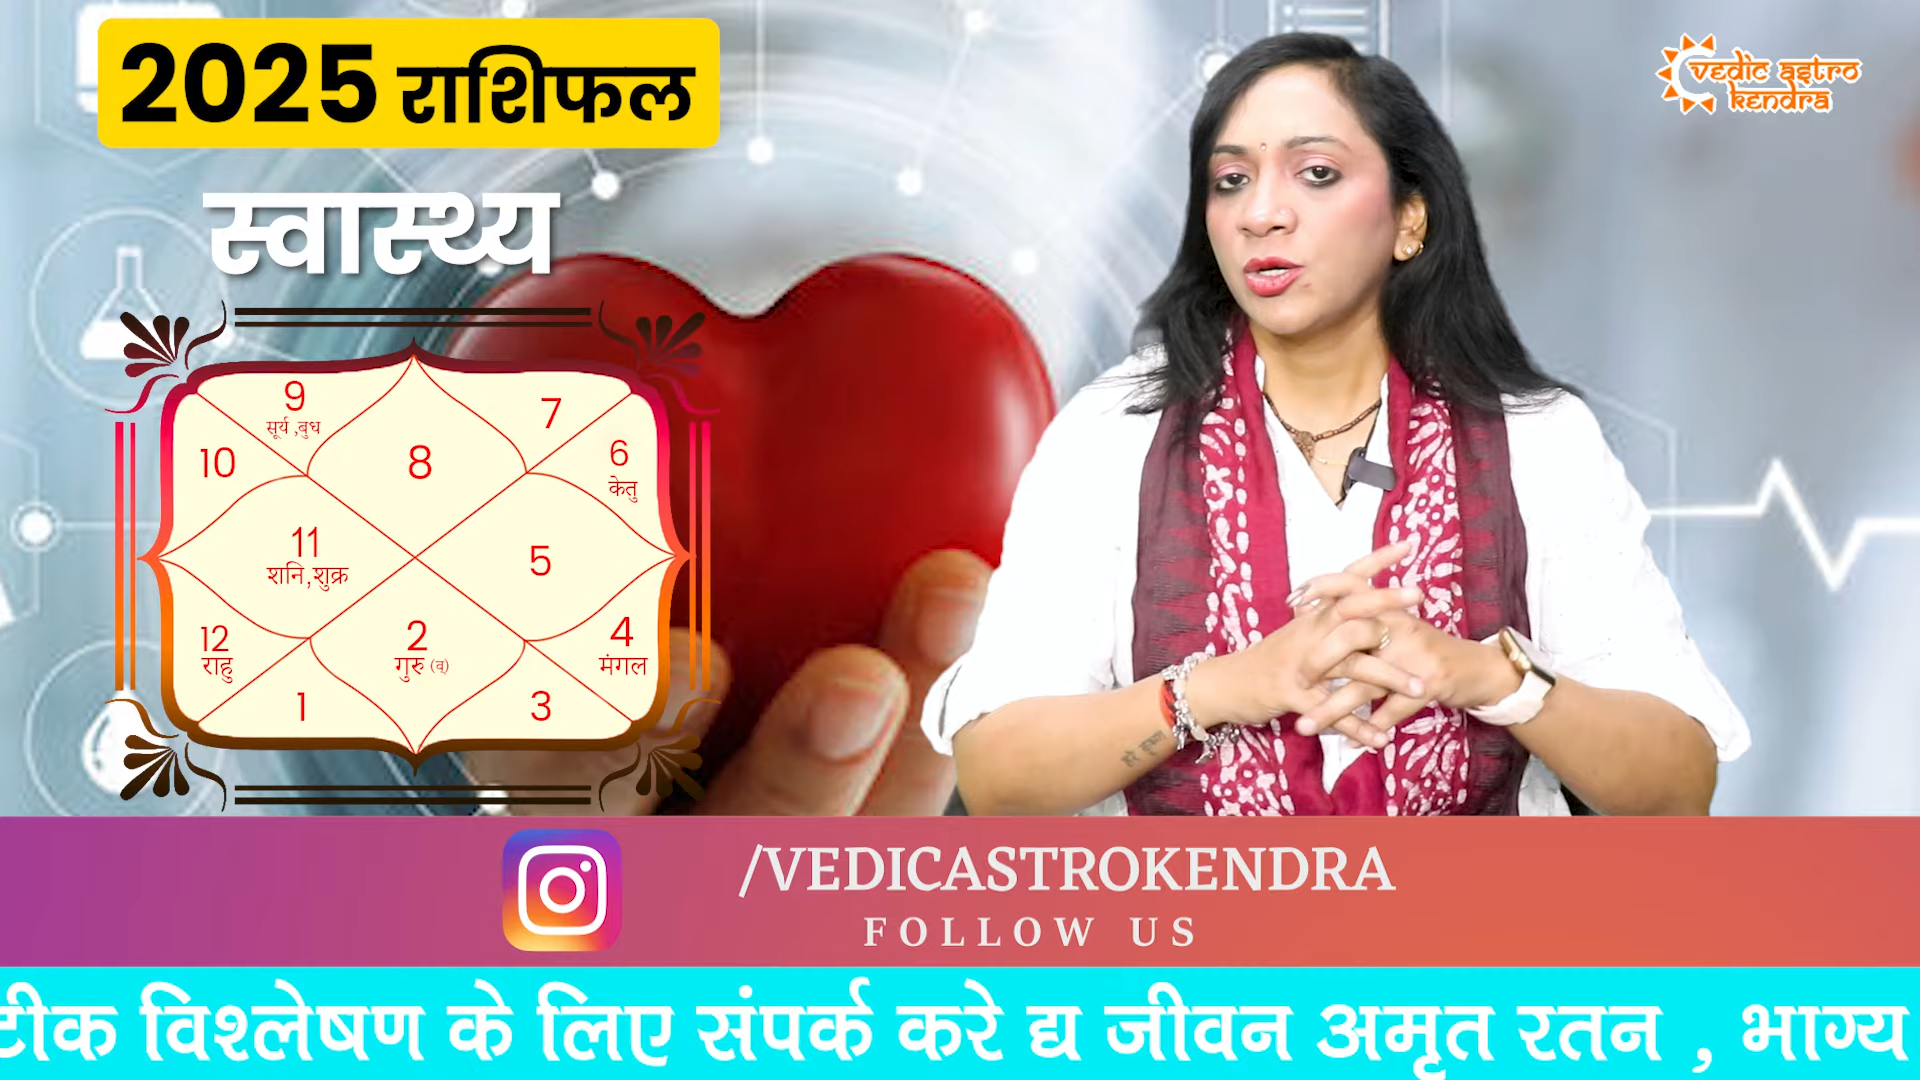 2025 राशिफल
vedic astro
kendra
स्वास्थ्य
9
सूर्य ,बुध
7
10
8
6
केतु
11
शनि,शुक्र
5
12
राहु
2
गुरु (व)
4
मंगल
1
3
/VEDICASTROKENDRA
FOLLOW US
टीक विश्लेषण के लिए संपर्क करे द्य जीवन अमृत रतन , भाग्य